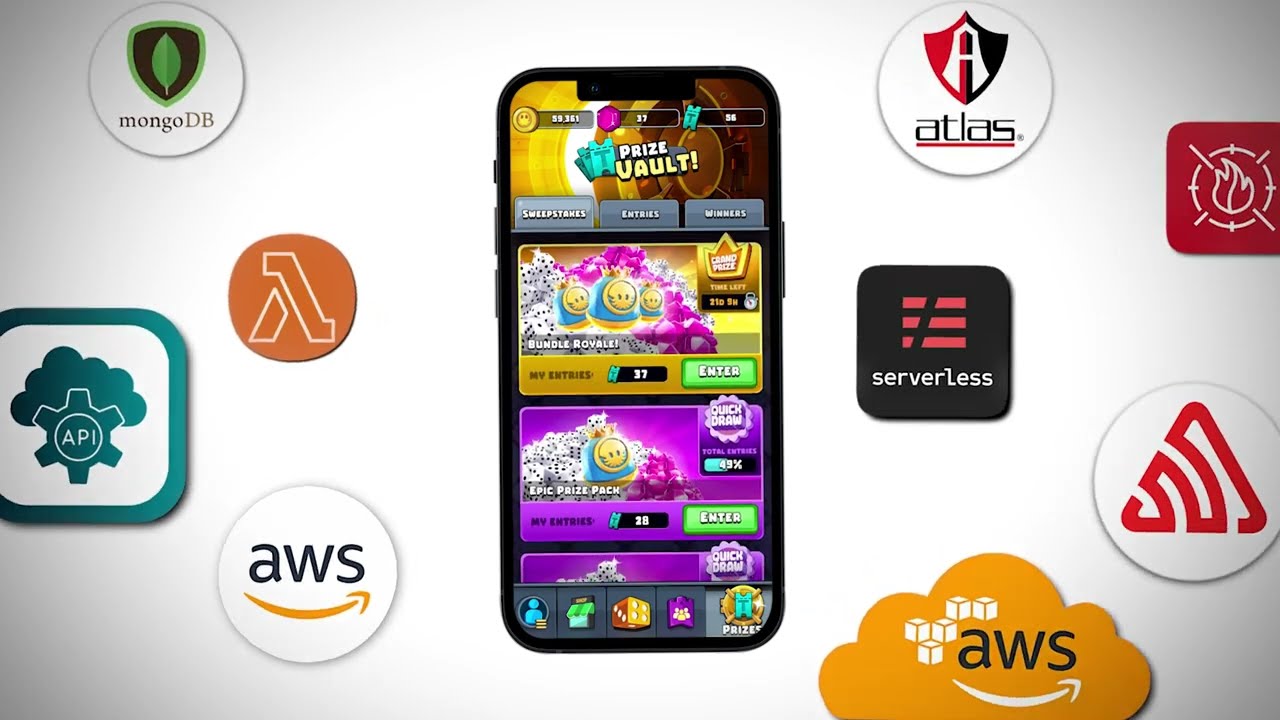 mongoDB
atlas®
59,361
37
56
PRIZE
VAULT!
SWEEPSTAKES
ENTRIES
WINNERS
GRAND
PRIZE
TIME LEFT
21D 9H
BUNDLE ROYALE!
MY ENTRIES:
37
ENTER
serverless
API
QUICK
DRAW
TOTAL ENTRIES
49%
EPIC PRIZE PACK
MY ENTRIES:
28
ENTER
aws
QUICK
DRAW
SHOP
PRIZES
aws